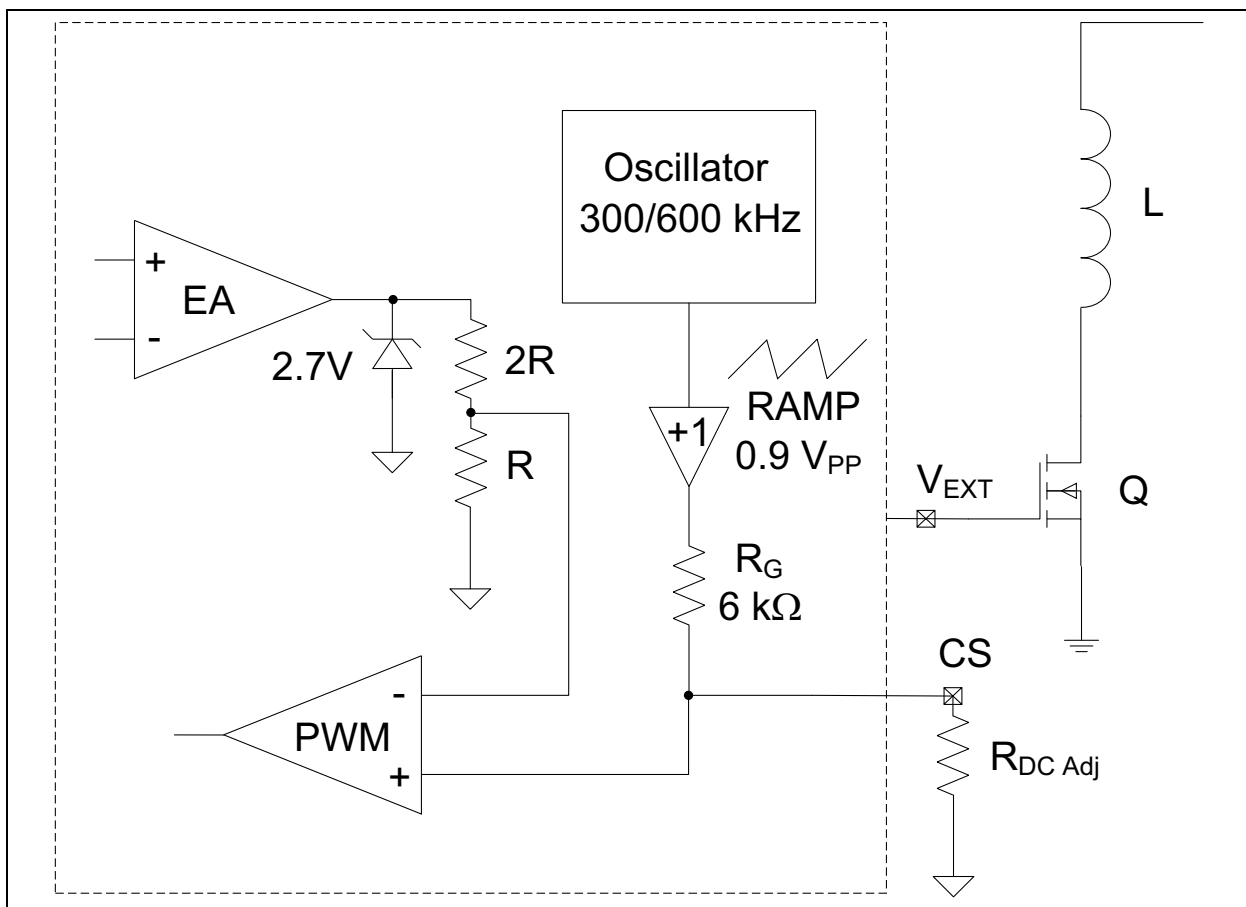 Oscillator
300/600 kHz
L
+
EA
-
2.7V
2R
R
+1
RAMP
0.9 VPP
VEXT
Q
RG
6 kΩ
CS
-
PWM
+
RDC Adj